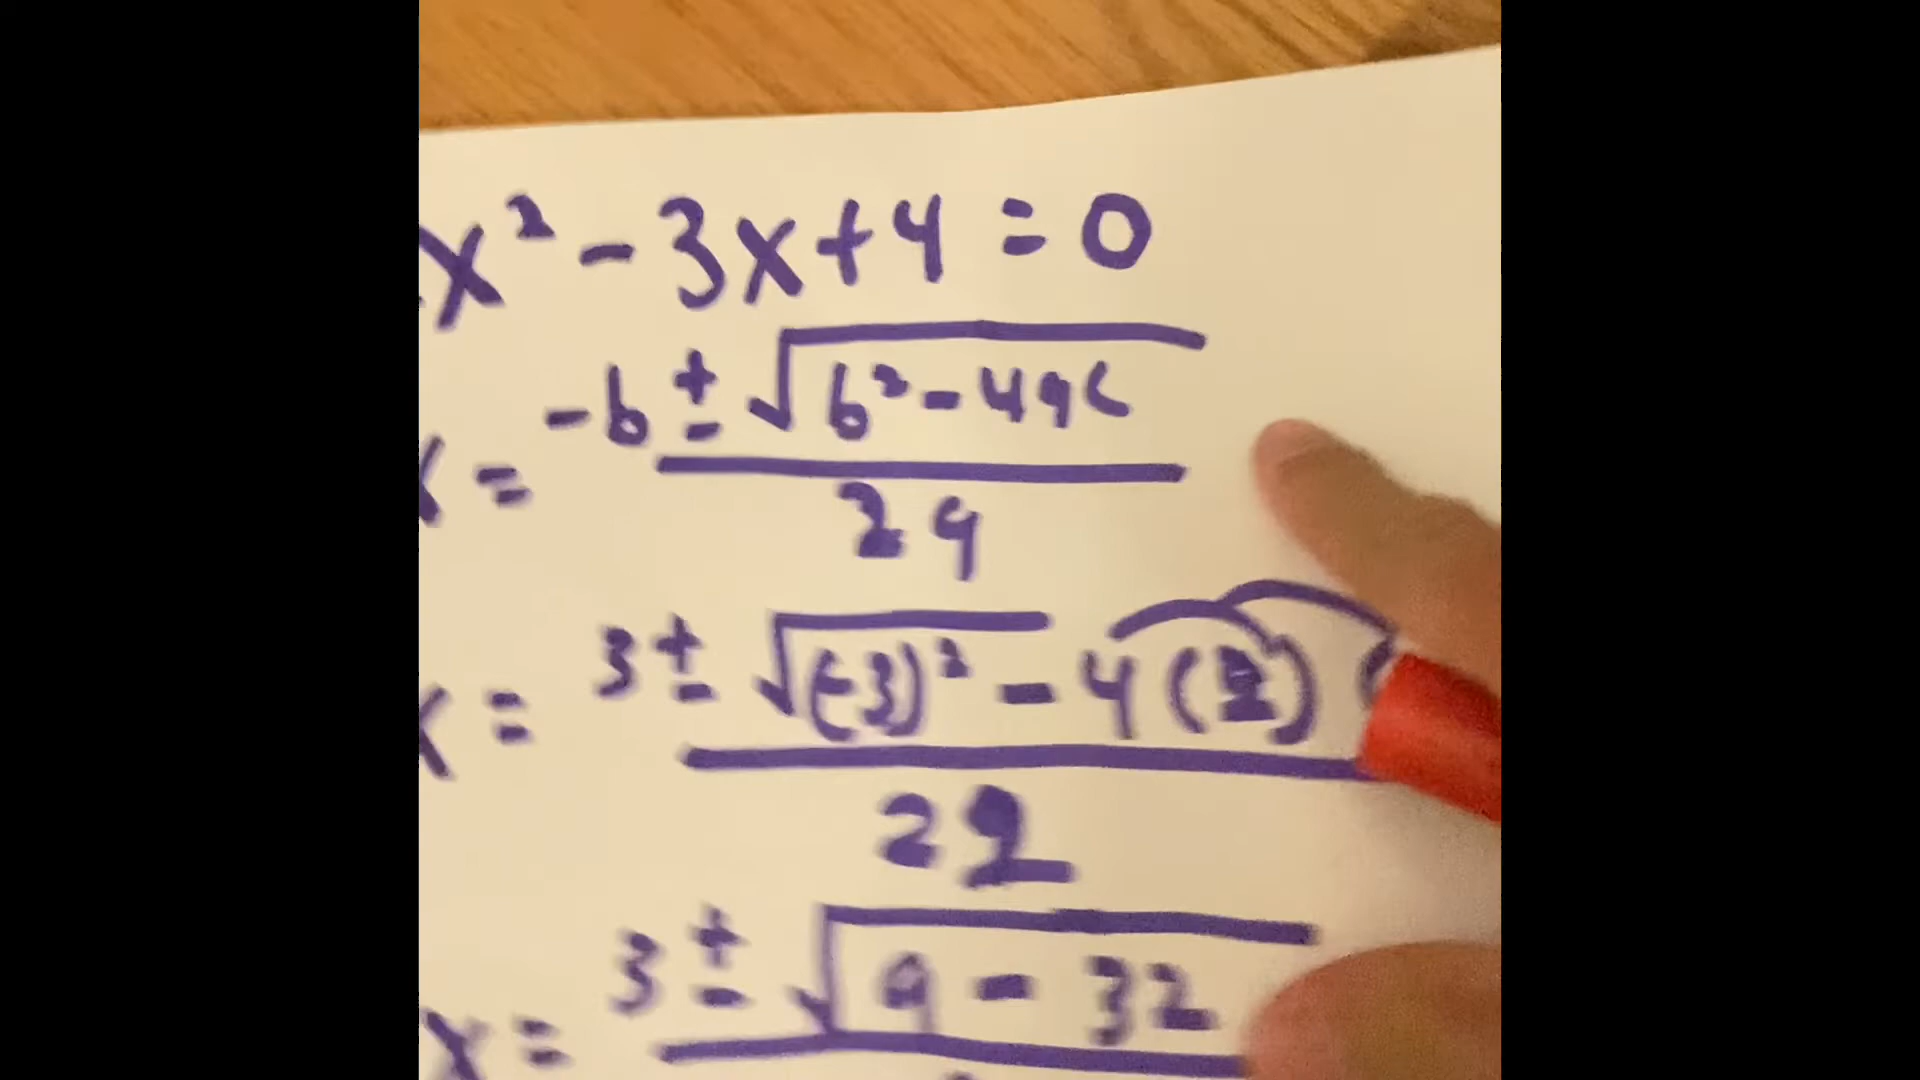 x² - 3x + 4 = 0
x = -b ± √b² - 4ac / 2a
x = 3 ± √(-3)² - 4(2)( / 22
x = 3 ± √9 - 32